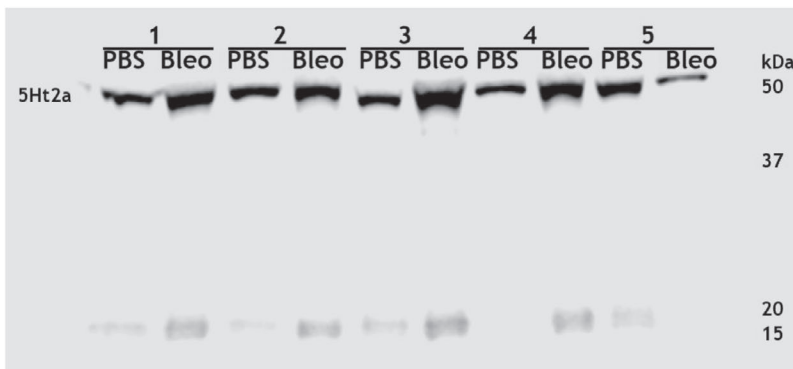 1 2 3 4 5
PBS Bleo PBS Bleo PBS Bleo PBS Bleo PBS Bleo kDa
5Ht2a 50
37
20
15